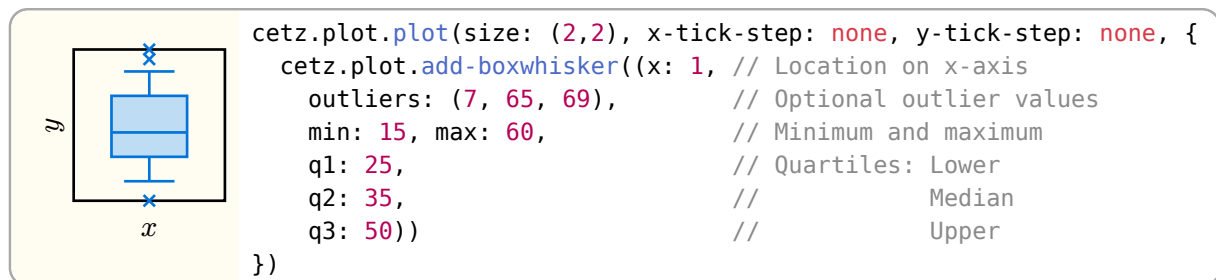 y
x
cetz.plot.plot(size: (2,2), x-tick-step: none, y-tick-step: none, {
  cetz.plot.add-boxwhisker((x: 1, // Location on x-axis
    outliers: (7, 65, 69),       // Optional outlier values
    min: 15, max: 60,            // Minimum and maximum
    q1: 25,                      // Quartiles: Lower
    q2: 35,                      //            Median
    q3: 50))                     //            Upper
})